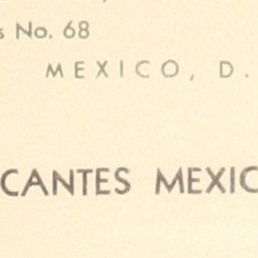 s No. 68
MEXICO, D.
CANTES MEXIC